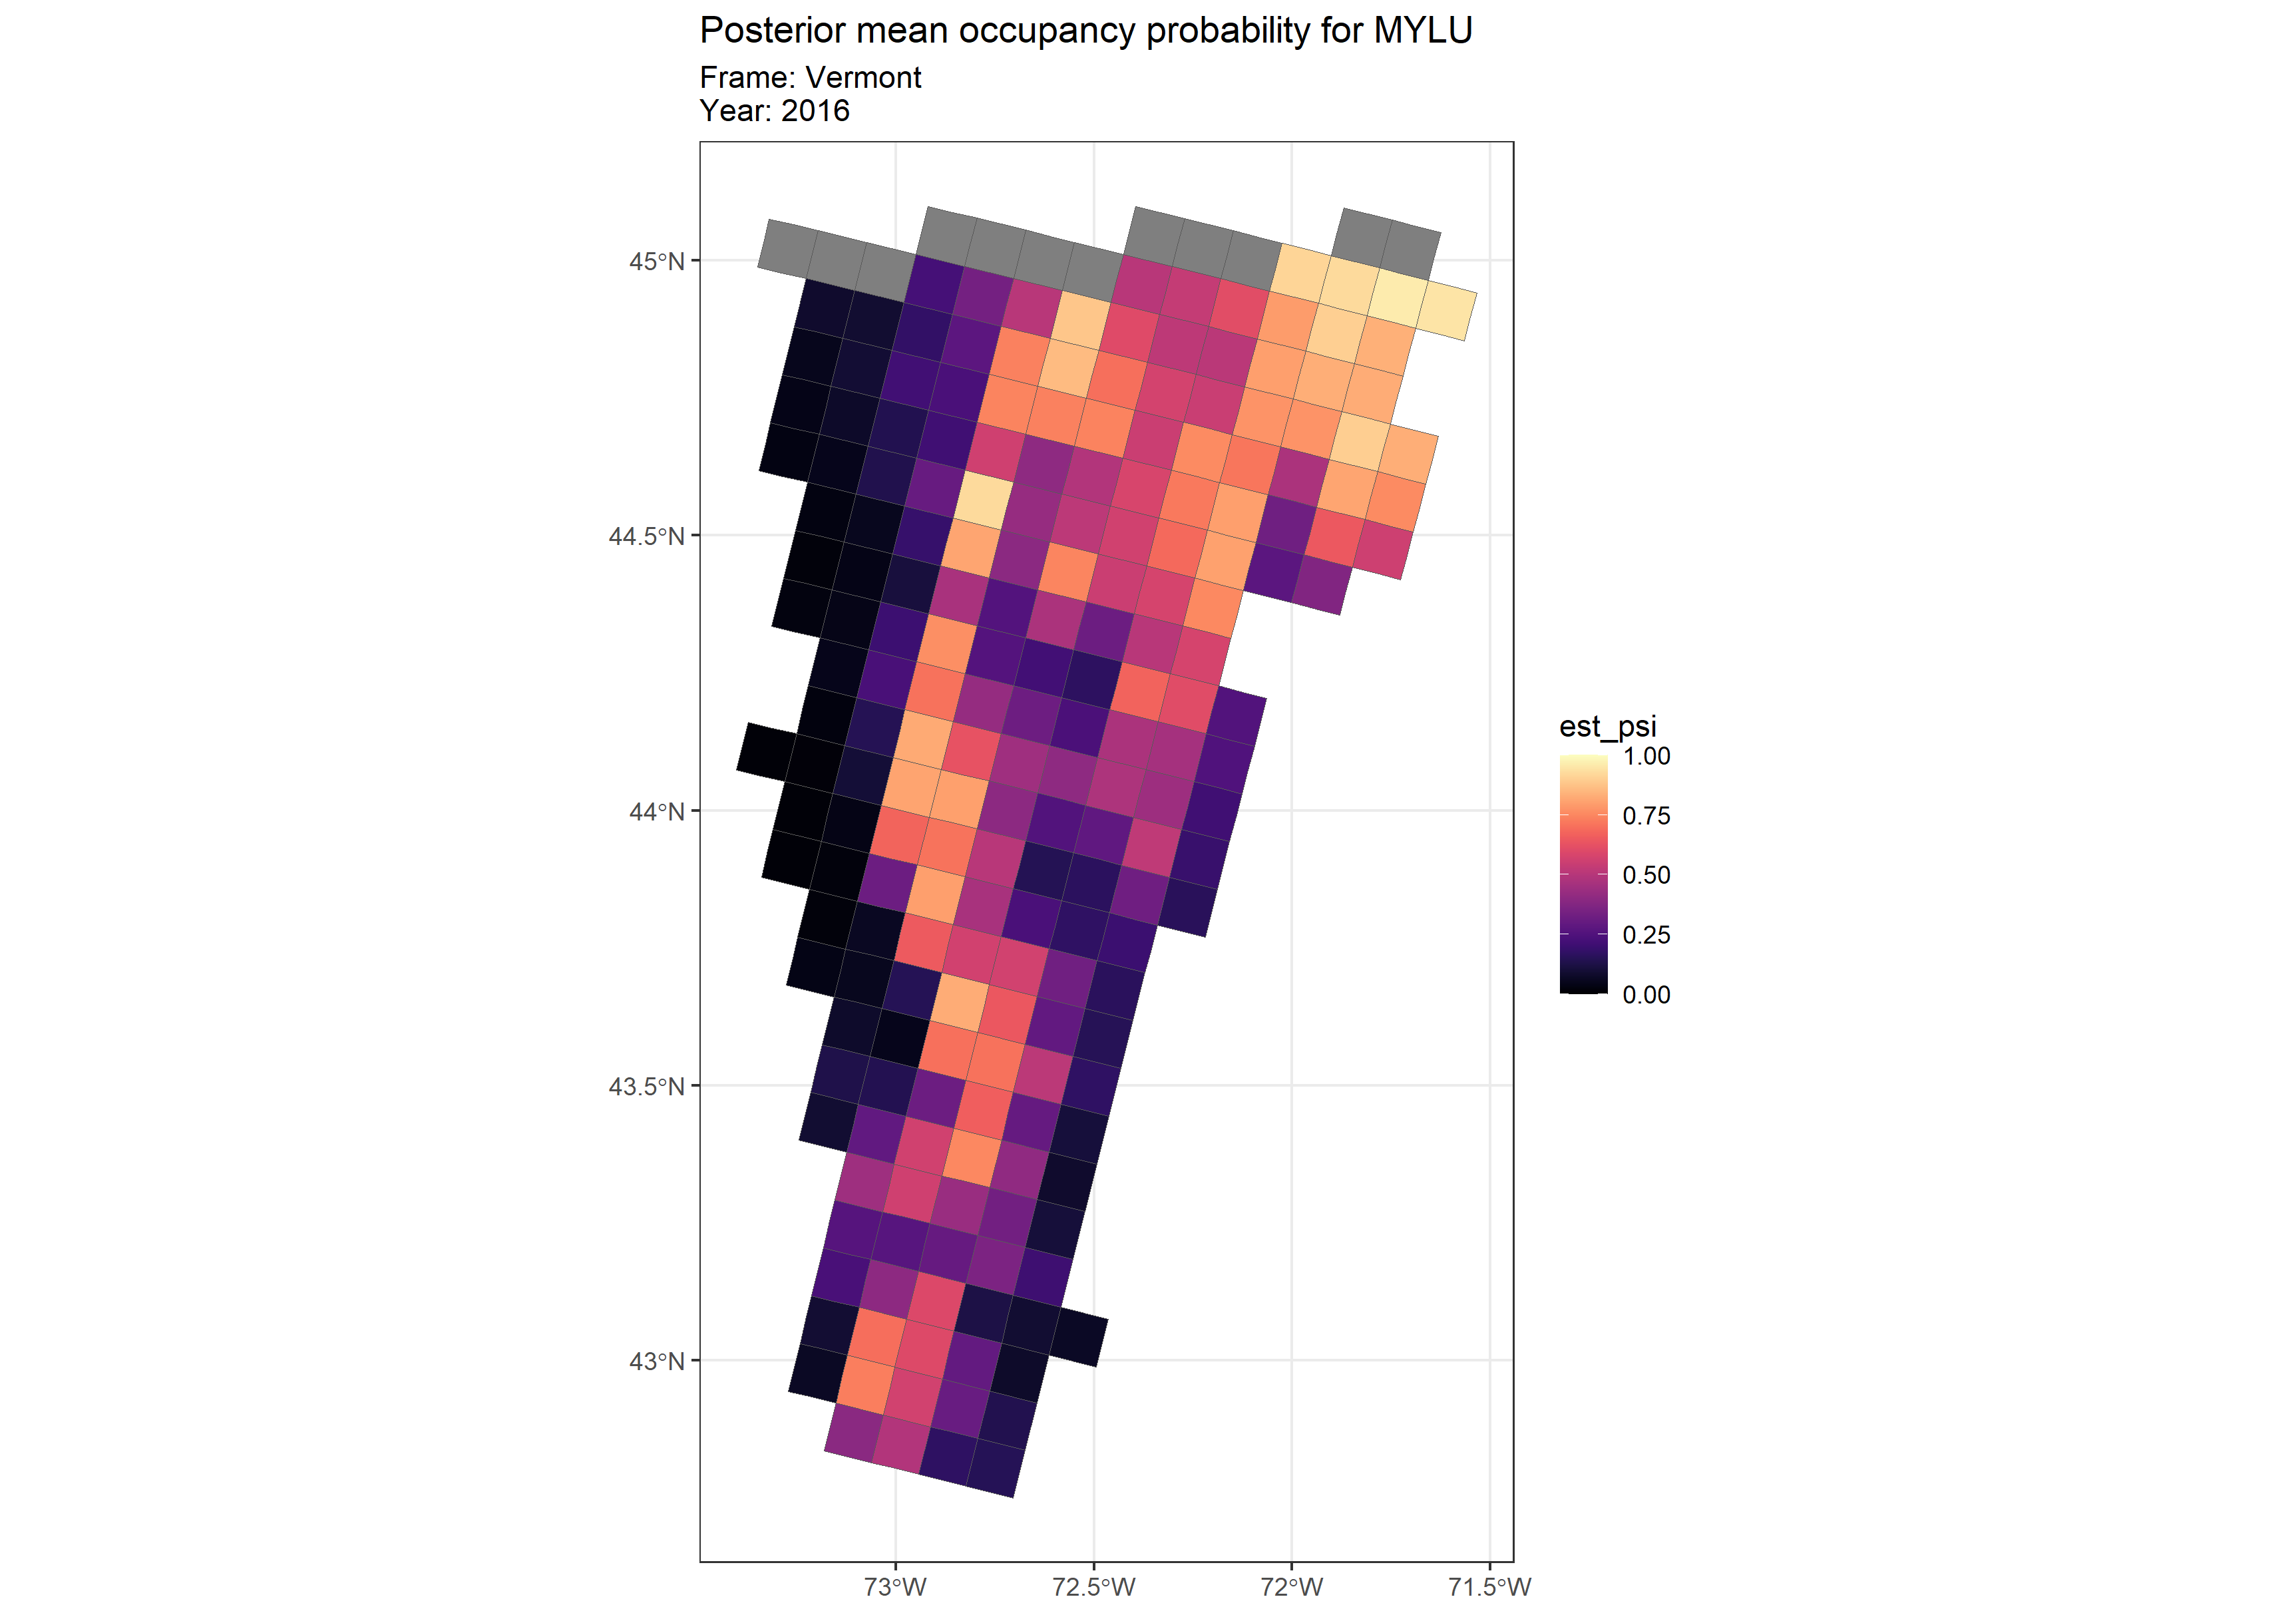 Posterior mean occupancy probability for MYLU
Frame: Vermont
Year: 2016
45°N
44.5°N
44°N
43.5°N
43°N
73°W
72.5°W
72°W
71.5°W
est_psi
1.00
0.75
0.50
0.25
0.00